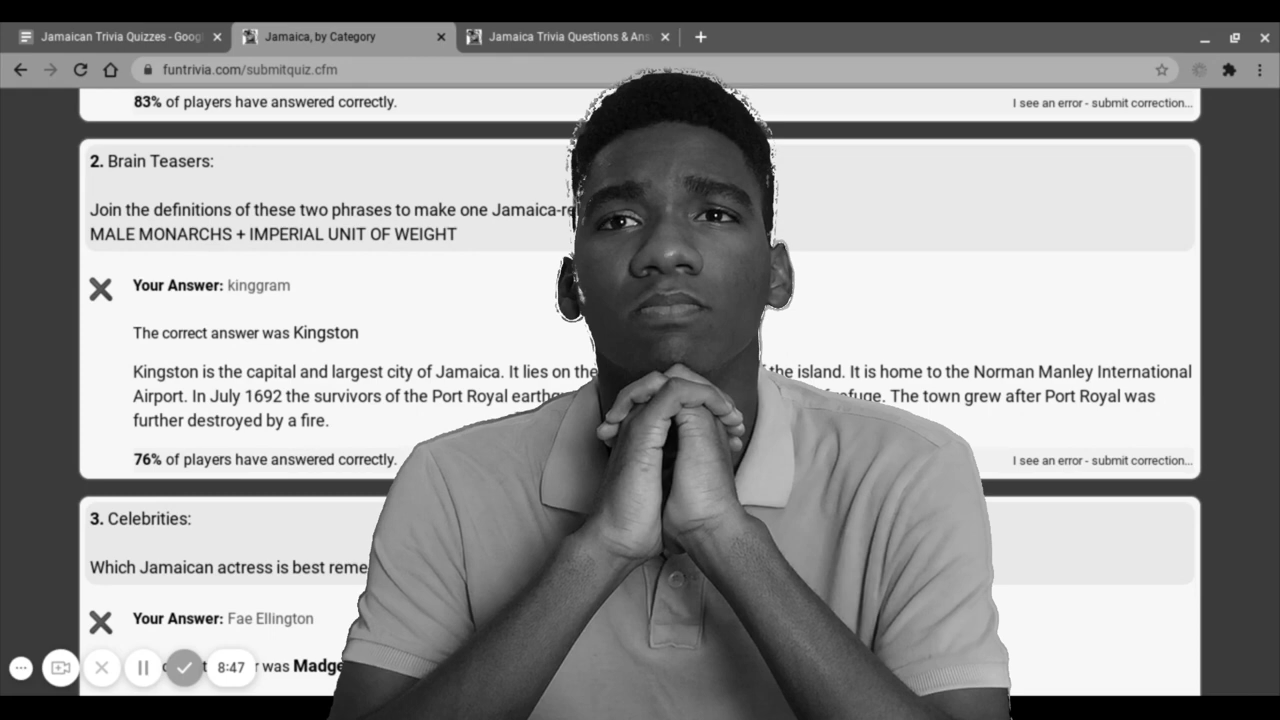 Jamaican Trivia Quizzes - Goog
Jamaica, by Category
Jamaica Trivia Questions & Ans
funtrivia.com/submitquiz.cfm
83% of players have answered correctly.
I see an error - submit correction...
2. Brain Teasers:
Join the definitions of these two phrases to make one Jamaica-re
MALE MONARCHS + IMPERIAL UNIT OF WEIGHT
Your Answer: kinggram
The correct answer was Kingston
Kingston is the capital and largest city of Jamaica. It lies on the the island. It is home to the Norman Manley International
Airport. In July 1692 the survivors of the Port Royal earthq refuge. The town grew after Port Royal was
further destroyed by a fire.
76% of players have answered correctly.
I see an error - submit correction...
3. Celebrities:
Which Jamaican actress is best reme
Your Answer: Fae Ellington
was Madge
8:47